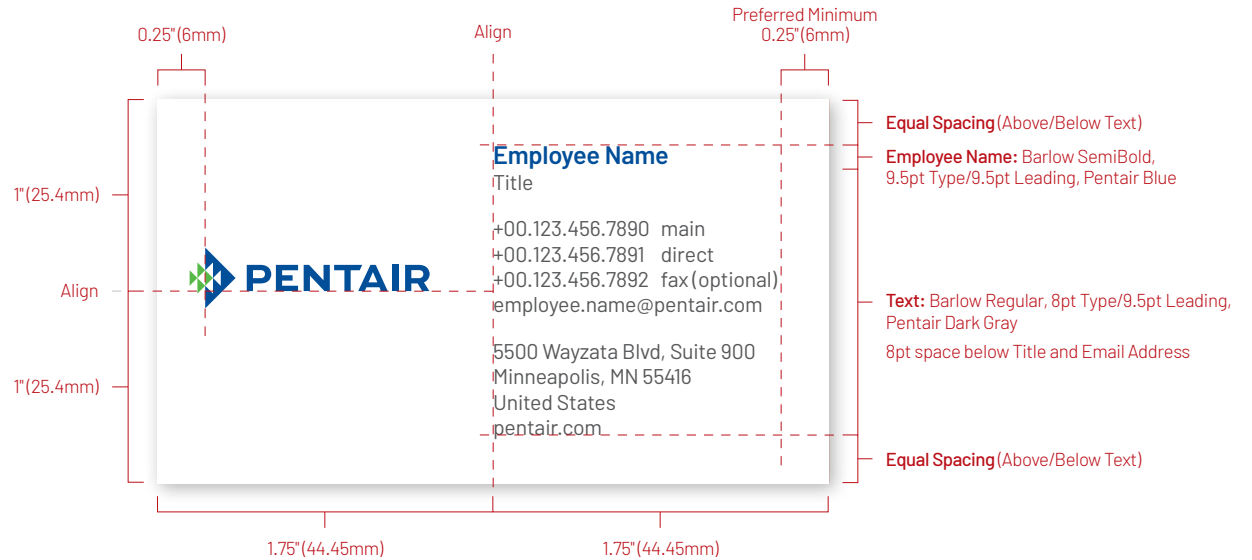 0.25"(6mm)
Align
Preferred Minimum
0.25"(6mm)
Equal Spacing (Above/Below Text)
Employee Name
Employee Name: Barlow SemiBold,
9.5pt Type/9.5pt Leading, Pentair Blue
Title
1"(25.4mm)
+00.123.456.7890 main
+00.123.456.7891 direct
+00.123.456.7892 fax (optional)
employee.name@pentair.com
PENTAIR
Align
Text: Barlow Regular, 8pt Type/9.5pt Leading,
Pentair Dark Gray
8pt space below Title and Email Address
5500 Wayzata Blvd, Suite 900
Minneapolis, MN 55416
United States
pentair.com
1"(25.4mm)
Equal Spacing (Above/Below Text)
1.75"(44.45mm)
1.75"(44.45mm)